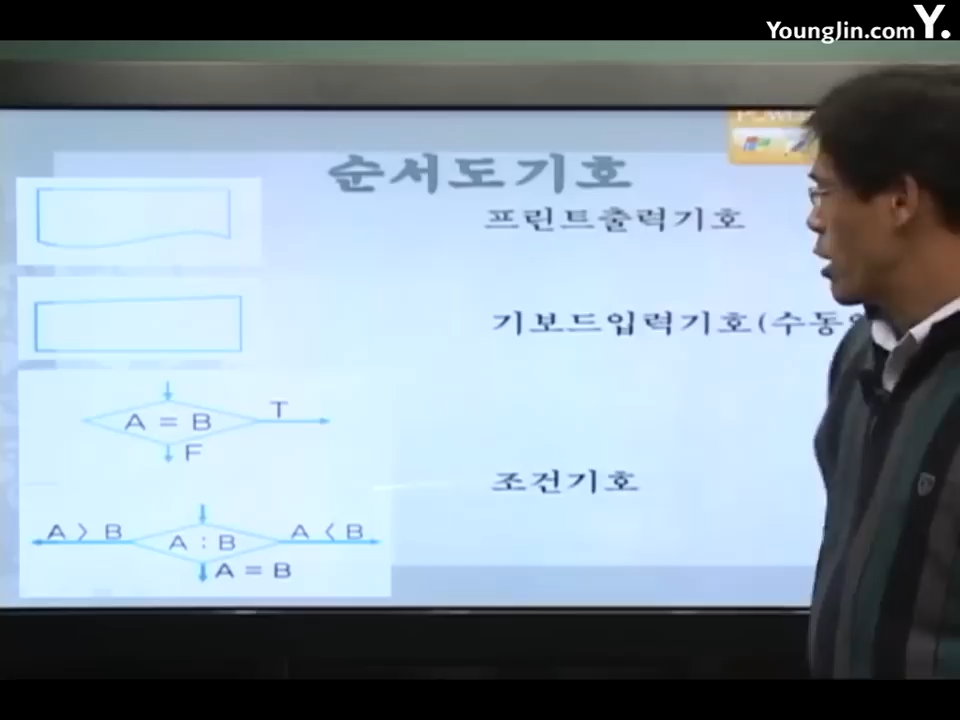 YoungJin.com Y.
순서도기호
프린트출력기호
기보드입력기호(수동
A = B
T
F
조건기호
A > B
A : B
A < B
A = B